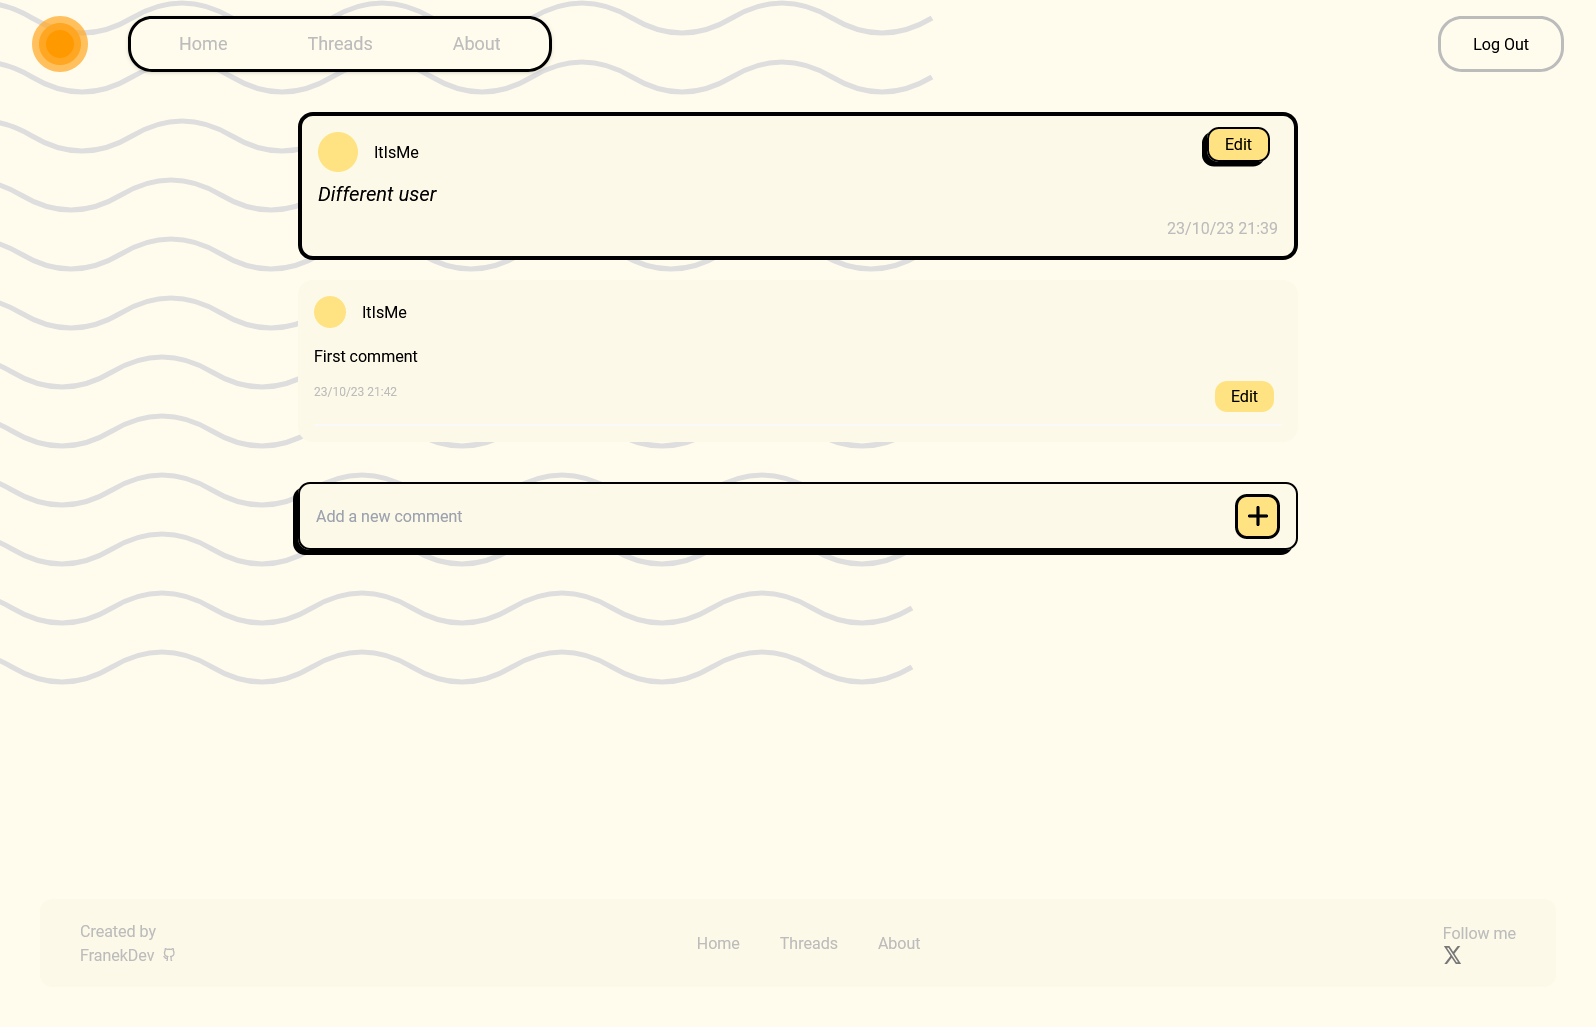 Home Threads About
Log Out
ItIsMe
Edit
Different user
23/10/23 21:39
ItIsMe
First comment
23/10/23 21:42
Edit
Add a new comment
Created by
FranekDev
Home Threads About
Follow me